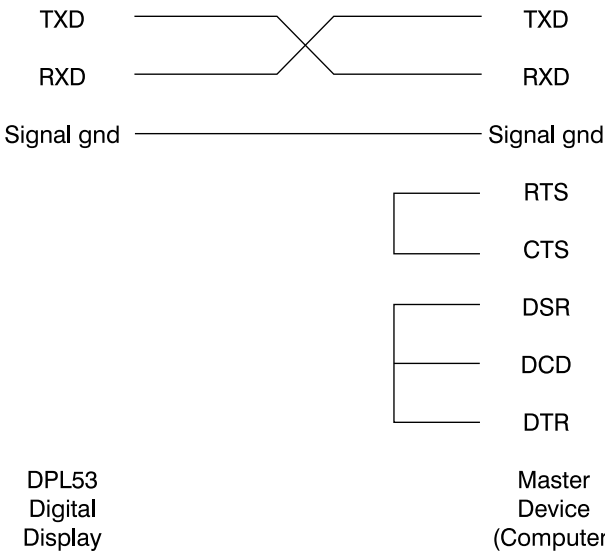 TXD TXD
RXD RXD
Signal gnd Signal gnd
RTS
CTS
DSR
DCD
DTR
DPL53 Master
Digital Device
Display (Computer